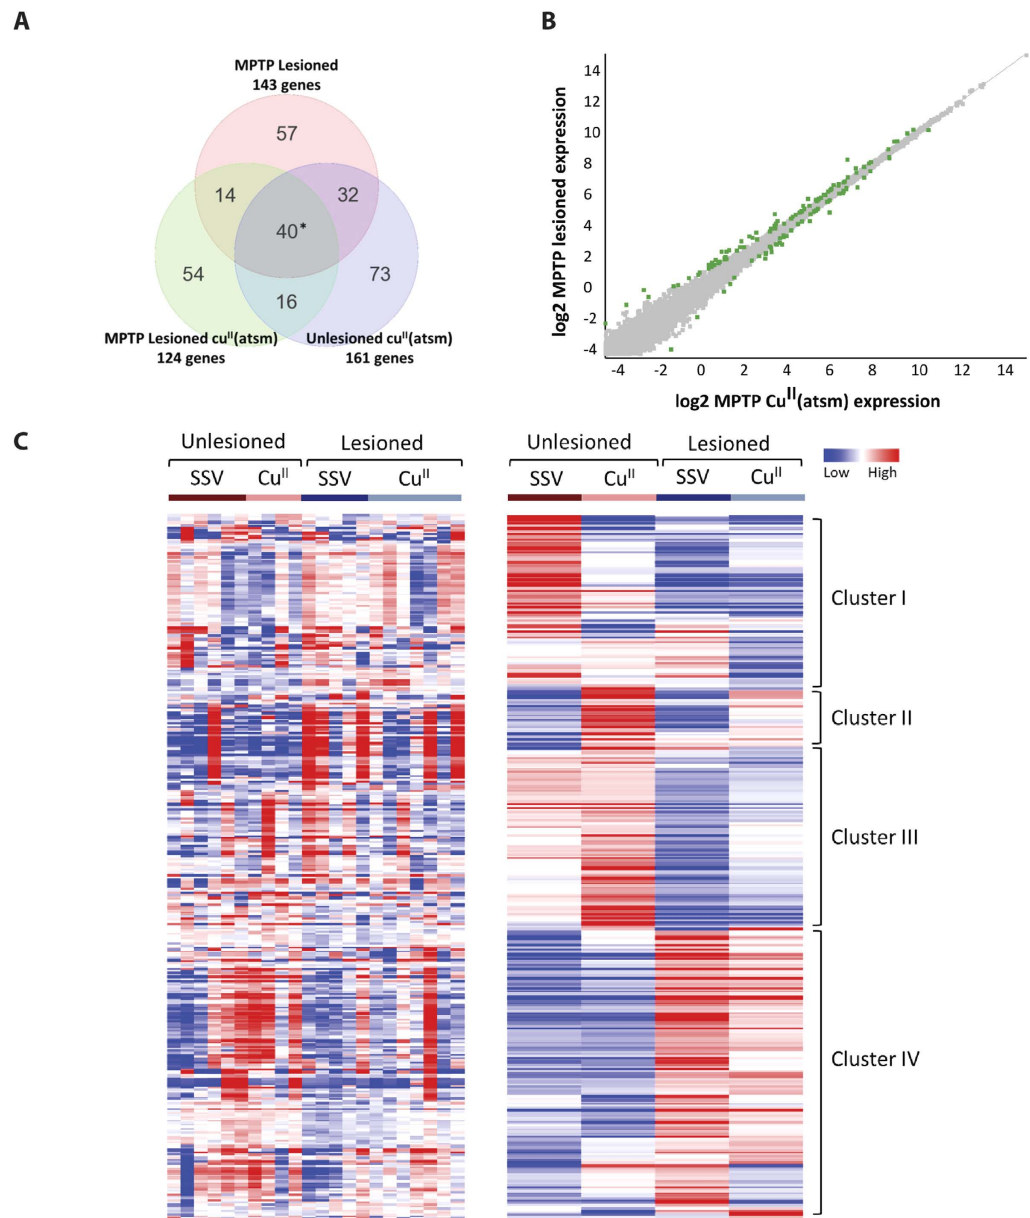 A
MPTP Lesioned
143 genes
57
14
32
40*
54
73
16
MPTP Lesioned cuII(atsm)
124 genes
Unlesioned cuII(atsm)
161 genes
B
log2 MPTP lesioned expression
14
12
10
8
6
4
2
0
-2
-4
-4 -2 0 2 4 6 8 10 12 14
log2 MPTP CuII(atsm) expression
C
Unlesioned Lesioned
SSV CuII SSV CuII
Unlesioned Lesioned
SSV CuII SSV CuII
Low High
Cluster I
Cluster II
Cluster III
Cluster IV